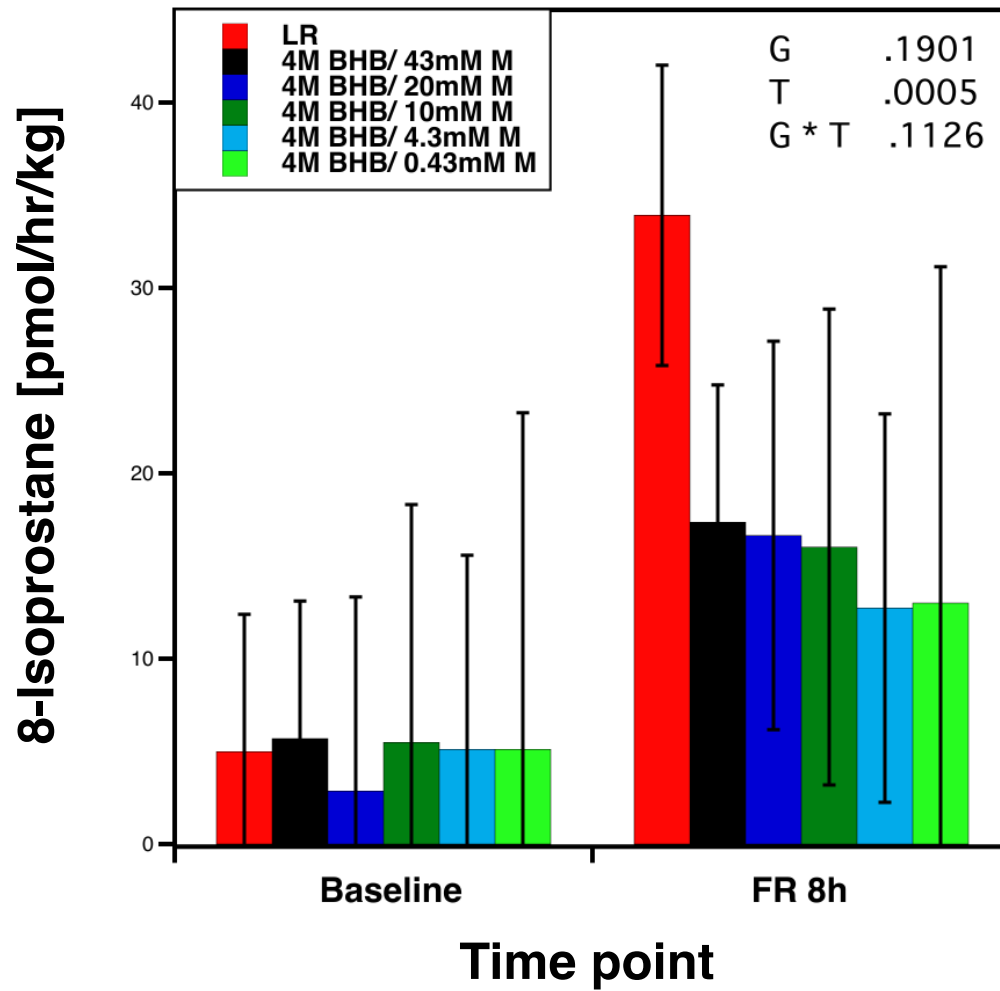 LR
4M BHB/ 43mM M
4M BHB/ 20mM M
4M BHB/ 10mM M
4M BHB/ 4.3mM M
4M BHB/ 0.43mM M
G .1901
T .0005
G * T .1126
8-Isoprostane [pmol/hr/kg]
40
30
20
10
0
Baseline FR 8h
Time point